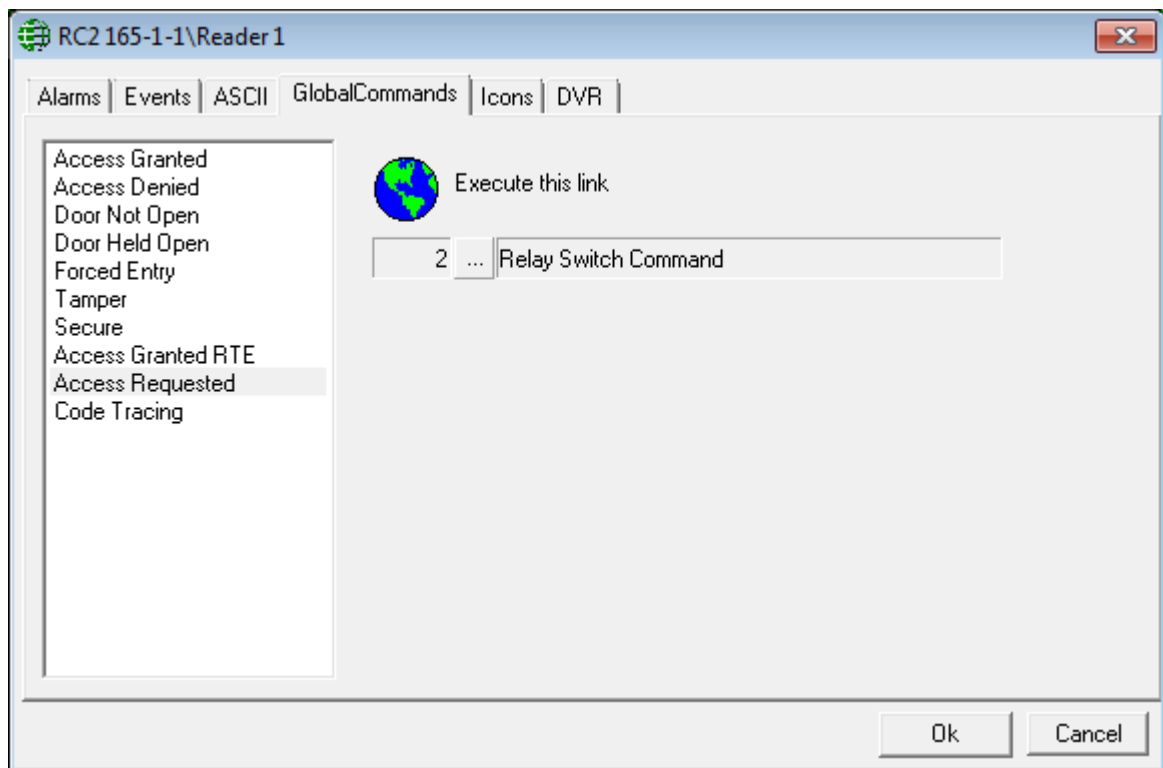 RC2 165-1-1\Reader 1
Alarms Events ASCII GlobalCommands Icons DVR
Access Granted
Access Denied
Door Not Open
Door Held Open
Forced Entry
Tamper
Secure
Access Granted RTE
Access Requested
Code Tracing
Execute this link
2 ... Relay Switch Command
Ok Cancel